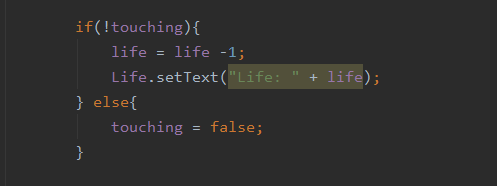 if(!touching){
life = life -1;
Life.setText("Life: " + life);
} else{
touching = false;
}